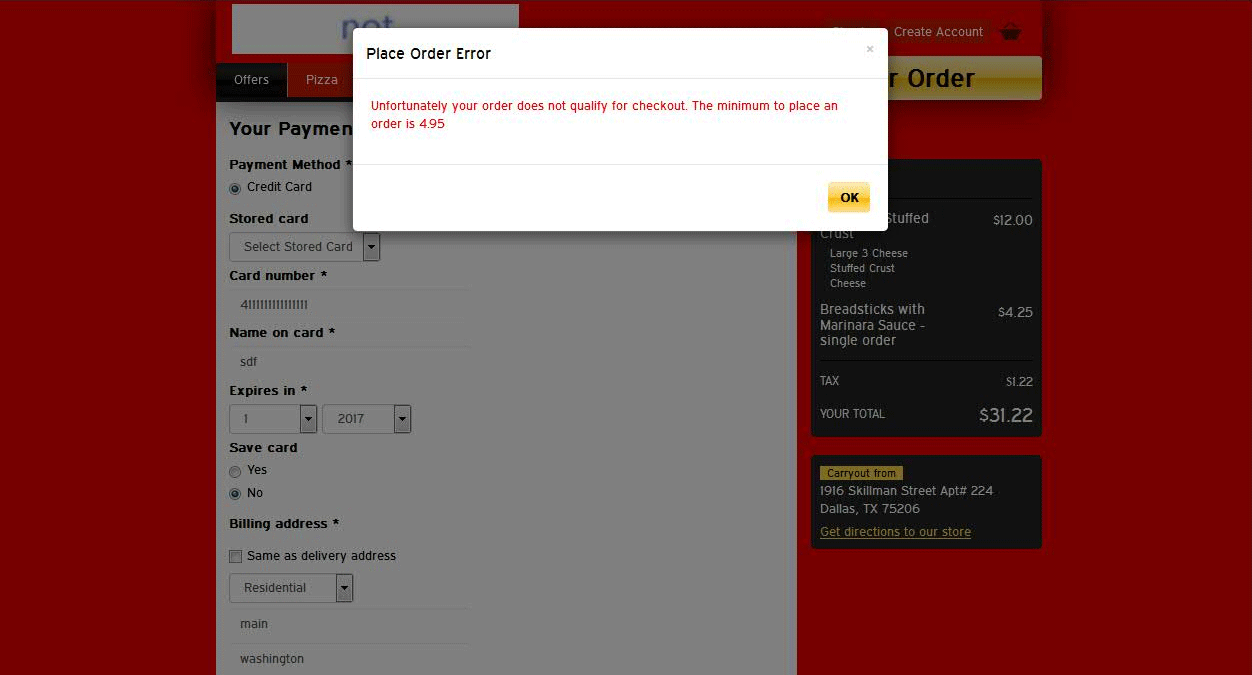 not
Create Account
Place Order Error
×
Offers
Pizza
r Order
Unfortunately your order does not qualify for checkout. The minimum to place an
order is 4.95
OK
Your Paymen
Payment Method *
Credit Card
Stored card
Select Stored Card
Card number *
4111111111111111
Name on card *
sdf
Expires in *
1
2017
Save card
Yes
No
Billing address *
Same as delivery address
Residential
main
washington
Stuffed $12.00
Crust
Large 3 Cheese
Stuffed Crust
Cheese
Breadsticks with $4.25
Marinara Sauce -
single order
TAX $1.22
YOUR TOTAL $31.22
Carryout from
1916 Skillman Street Apt# 224
Dallas, TX 75206
Get directions to our store